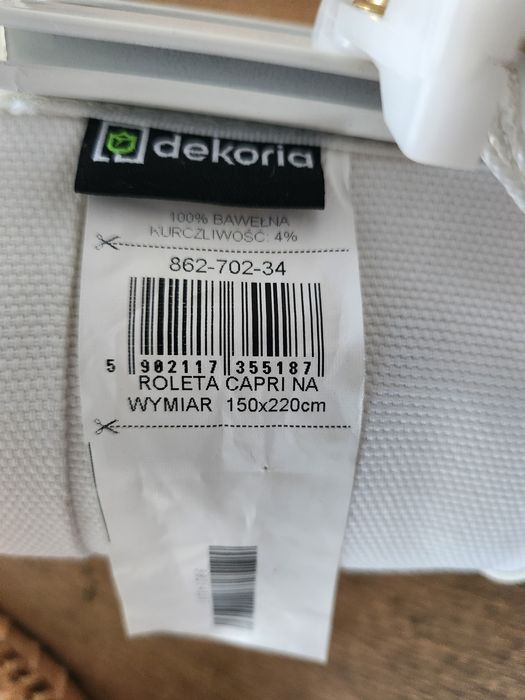 dekoria
100% BAWEŁNA
KURCZLIWOŚĆ: 4%
862-702-34
5 902117 355187
ROLETA CAPRI NA
WYMIAR 150x220cm